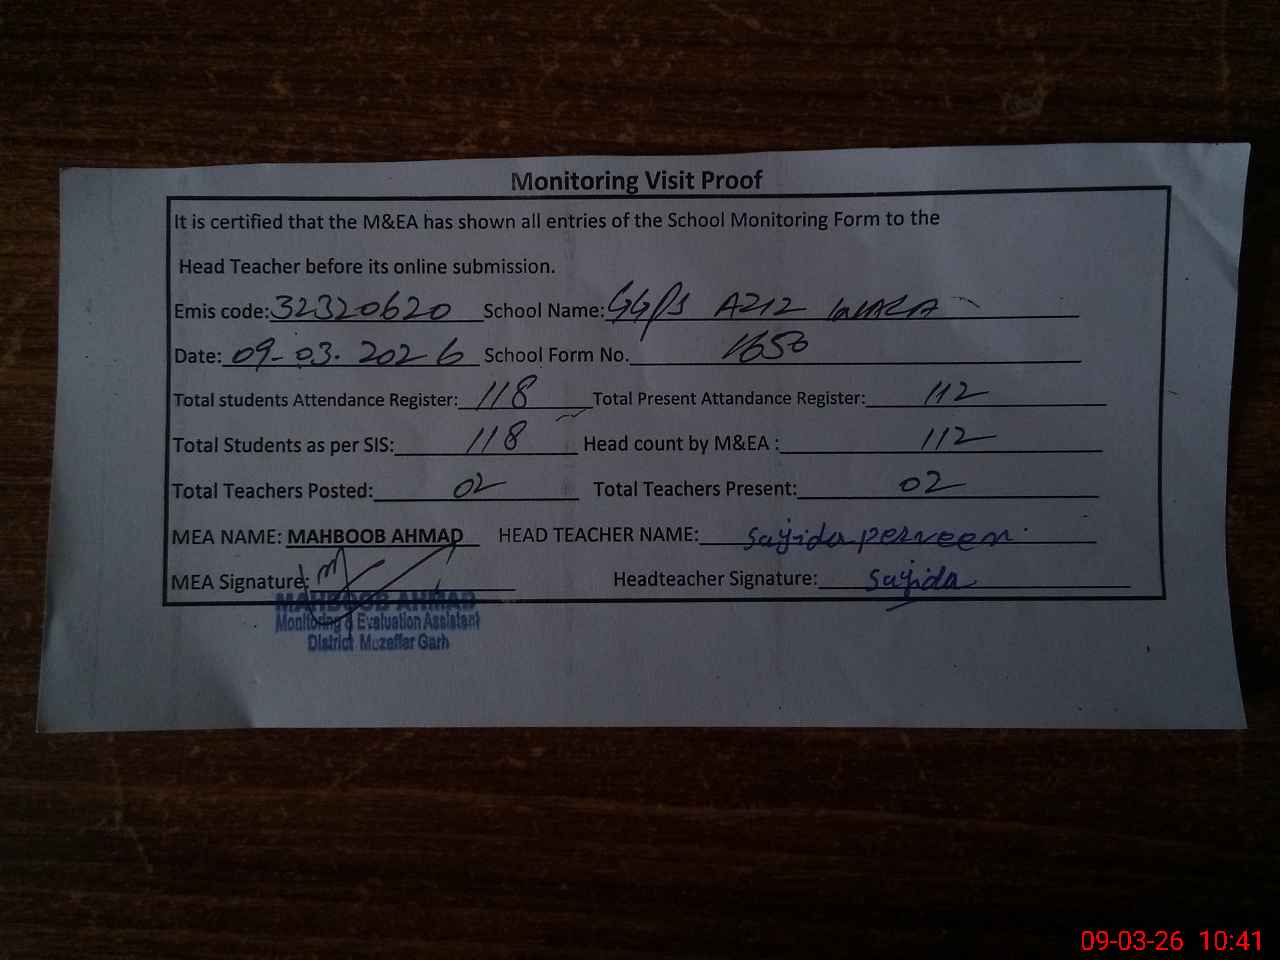 Monitoring Visit Proof
It is certified that the M&EA has shown all entries of the School Monitoring Form to the
Head Teacher before its online submission.
Emis code: 32320620 School Name: GGPS AZIZ WARA
Date: 09-03-2026 School Form No. 1650
Total students Attendance Register: 118 Total Present Attandance Register: 112
Total Students as per SIS: 118 Head count by M&EA : 112
Total Teachers Posted: 02 Total Teachers Present: 02
MEA NAME: MAHBOOB AHMAD HEAD TEACHER NAME: Sajida perveen
MEA Signature: Headteacher Signature: Sajida
MAHBOOB AHMAD
Monitoring & Evaluation Assistant
District Muzaffar Garh
09-03-26 10:41